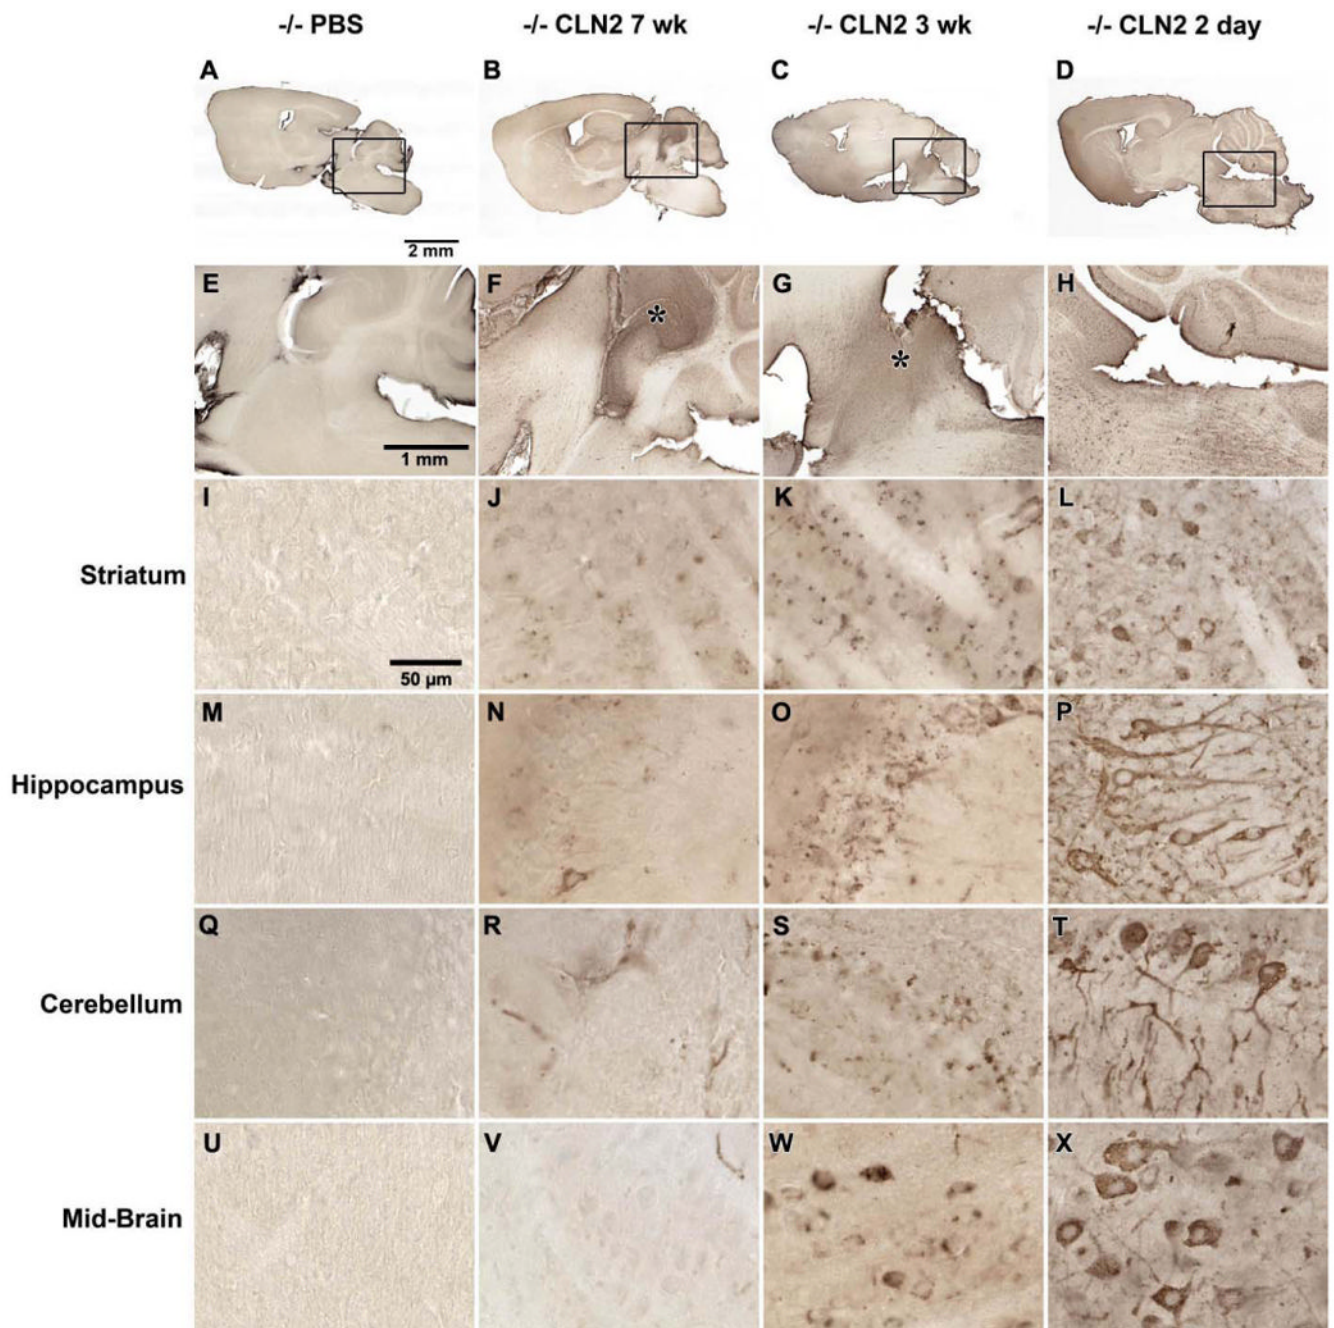 -/- PBS -/- CLN2 7 wk -/- CLN2 3 wk -/- CLN2 2 day
A B C D
2 mm
E F G H
* *
1 mm
I J K L
Striatum
50 µm
M N O P
Hippocampus
Q R S T
Cerebellum
U V W X
Mid-Brain